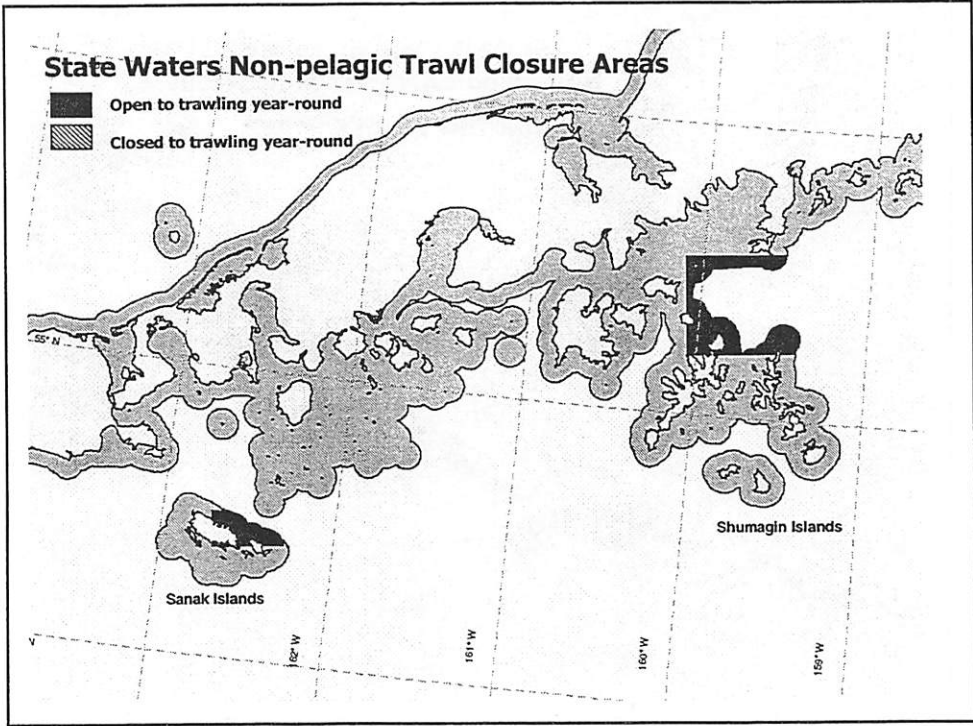 State Waters Non-pelagic Trawl Closure Areas
Open to trawling year-round
Closed to trawling year-round
55° N
Shumagin Islands
Sanak Islands
N
162° W
161° W
160° W
159° W